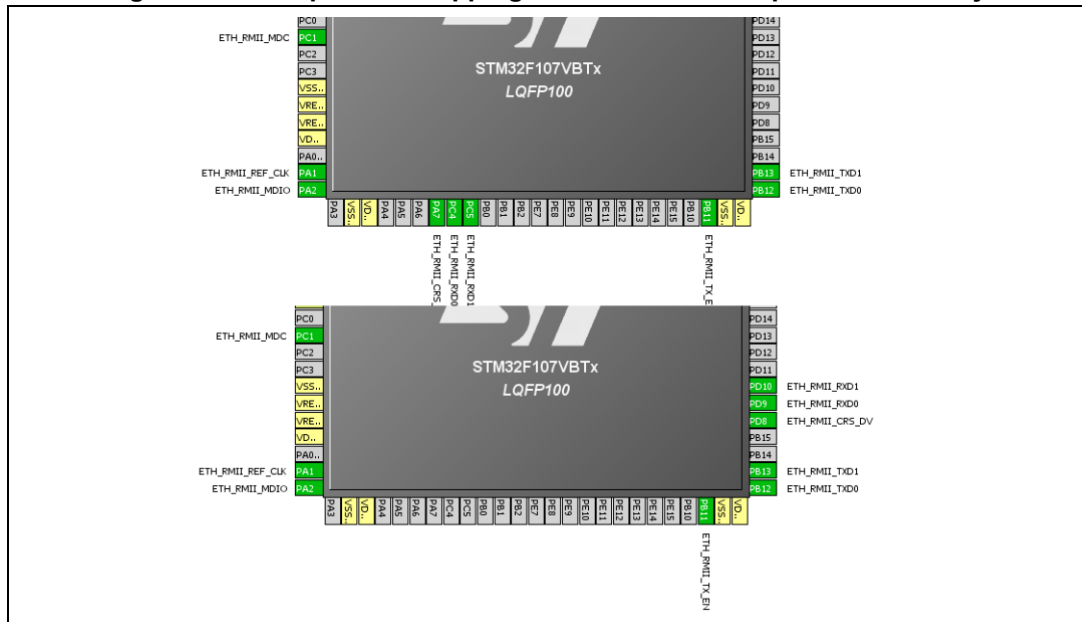 PC0 PD14
ETH_RMII_MDC PC1 PD13
PC2 PD12
PC3 PD11
VSS.. PD10
VRE.. PD9
VRE.. PD8
VD.. PB15
PA0.. PB14
ETH_RMII_REF_CLK PA1 PB13 ETH_RMII_TXD1
ETH_RMII_MDIO PA2 PB12 ETH_RMII_TXD0
STM32F107VBTx
LQFP100
PA3 VSS.. VD.. PA4 PA5 PA6 PA7 PC4 PC5 PB0 PB1 PB2 PE7 PE8 PE9 PE10 PE11 PE12 PE13 PE14 PE15 PB10 PB11 VSS.. VD..
ETH_RMII_CRS_
ETH_RMII_RXD0
ETH_RMII_RXD1
ETH_RMII_TX_E
PC0 PD14
ETH_RMII_MDC PC1 PD13
PC2 PD12
PC3 PD11
VSS.. PD10 ETH_RMII_RXD1
VRE.. PD9 ETH_RMII_RXD0
VRE.. PD8 ETH_RMII_CRS_DV
VD.. PB15
PA0.. PB14
ETH_RMII_REF_CLK PA1 PB13 ETH_RMII_TXD1
ETH_RMII_MDIO PA2 PB12 ETH_RMII_TXD0
STM32F107VBTx
LQFP100
PA3 VSS.. VD.. PA4 PA5 PA6 PA7 PC4 PC5 PB0 PB1 PB2 PE7 PE8 PE9 PE10 PE11 PE12 PE13 PE14 PE15 PB10 PB11 VSS.. VD..
ETH_RMII_TX_EN